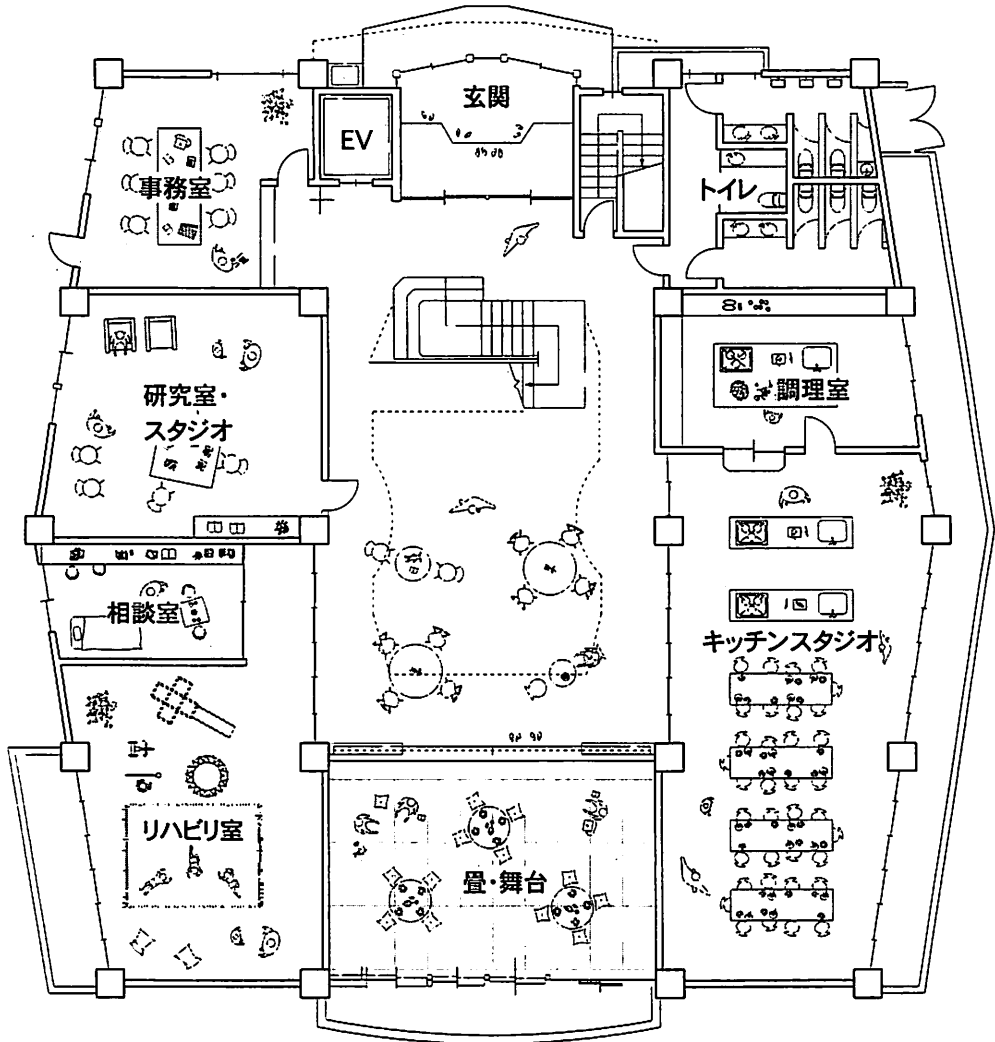 玄関
EV
事務室
トイレ
研究室・
スタジオ
調理室
相談室
キッチンスタジオ
リハビリ室
畳・舞台